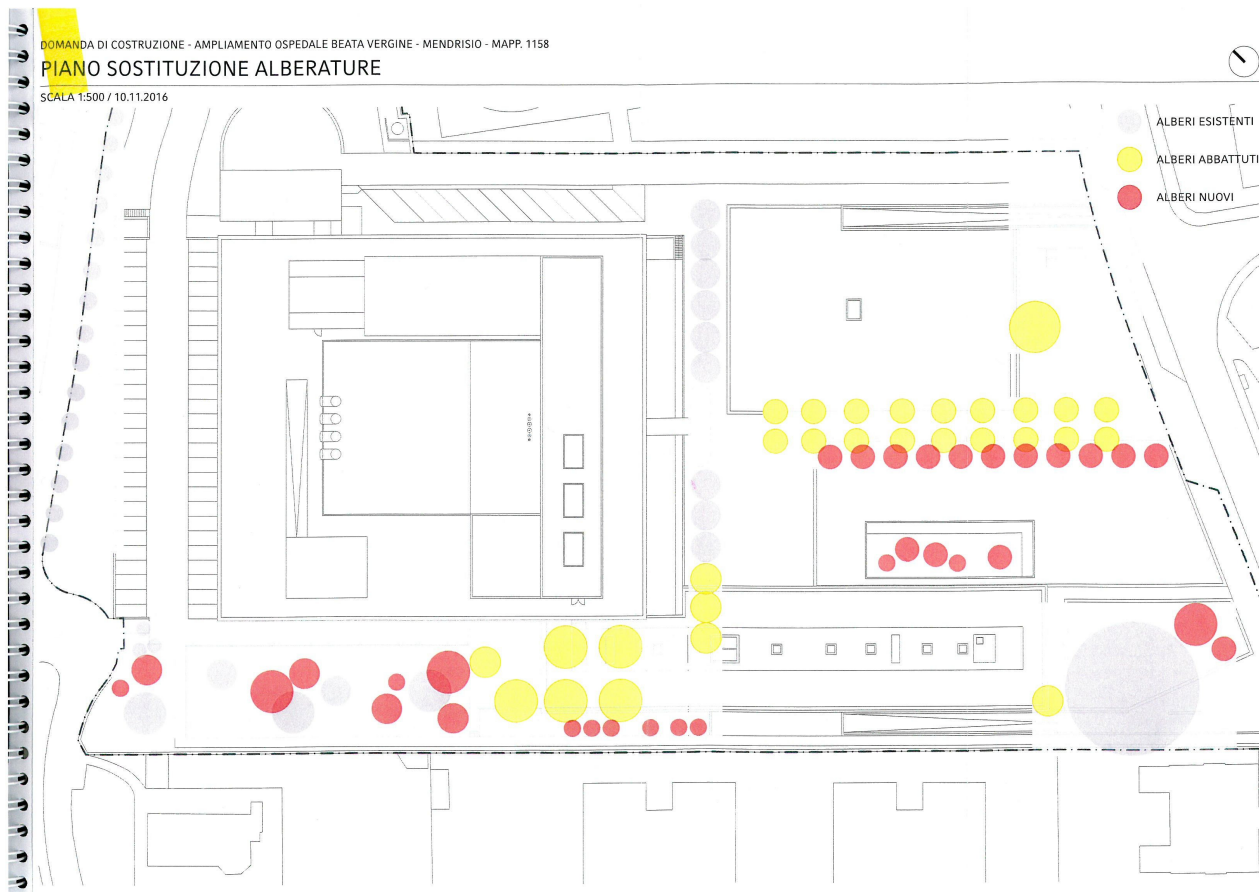 DOMANDA DI COSTRUZIONE - AMPLIAMENTO OSPEDALE BEATA VERGINE - MENDRISIO - MAPP. 1158
PIANO SOSTITUZIONE ALBERATURE
SCALA 1:500 / 10.11.2016
ALBERI ESISTENTI
ALBERI ABBATTUTI
ALBERI NUOVI